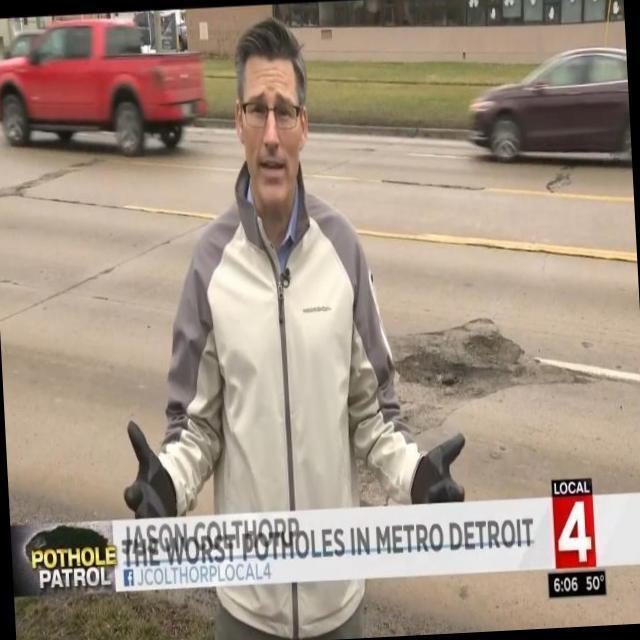 JASON COLTHORP
THE WORST POTHOLES IN METRO DETROIT
POTHOLE
PATROL
JCOLTHORPLOCAL4
LOCAL
4
6:06 50°